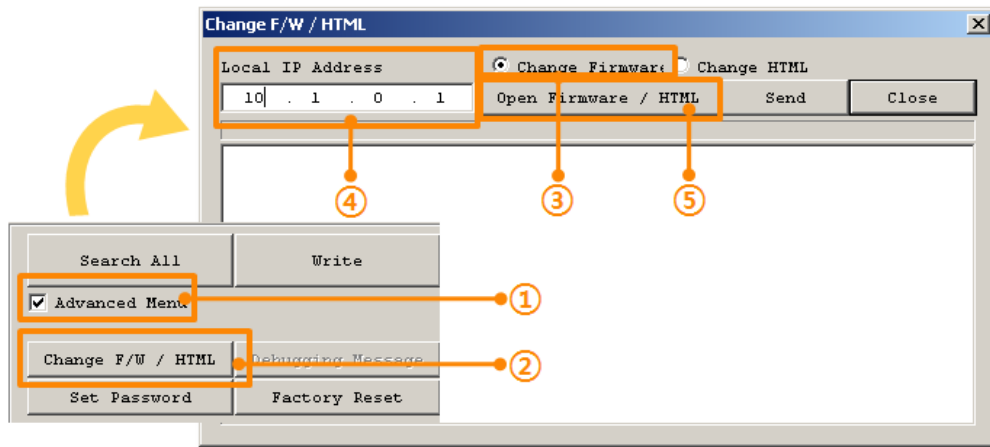 Change F/W / HTML
Local IP Address
Change Firmware
Change HTML
10 . 1 . 0 . 1
Open Firmware / HTML
Send
Close
④
③
⑤
Search All
Write
Advanced Menu
①
Change F/W / HTML
Debugging Message
②
Set Password
Factory Reset